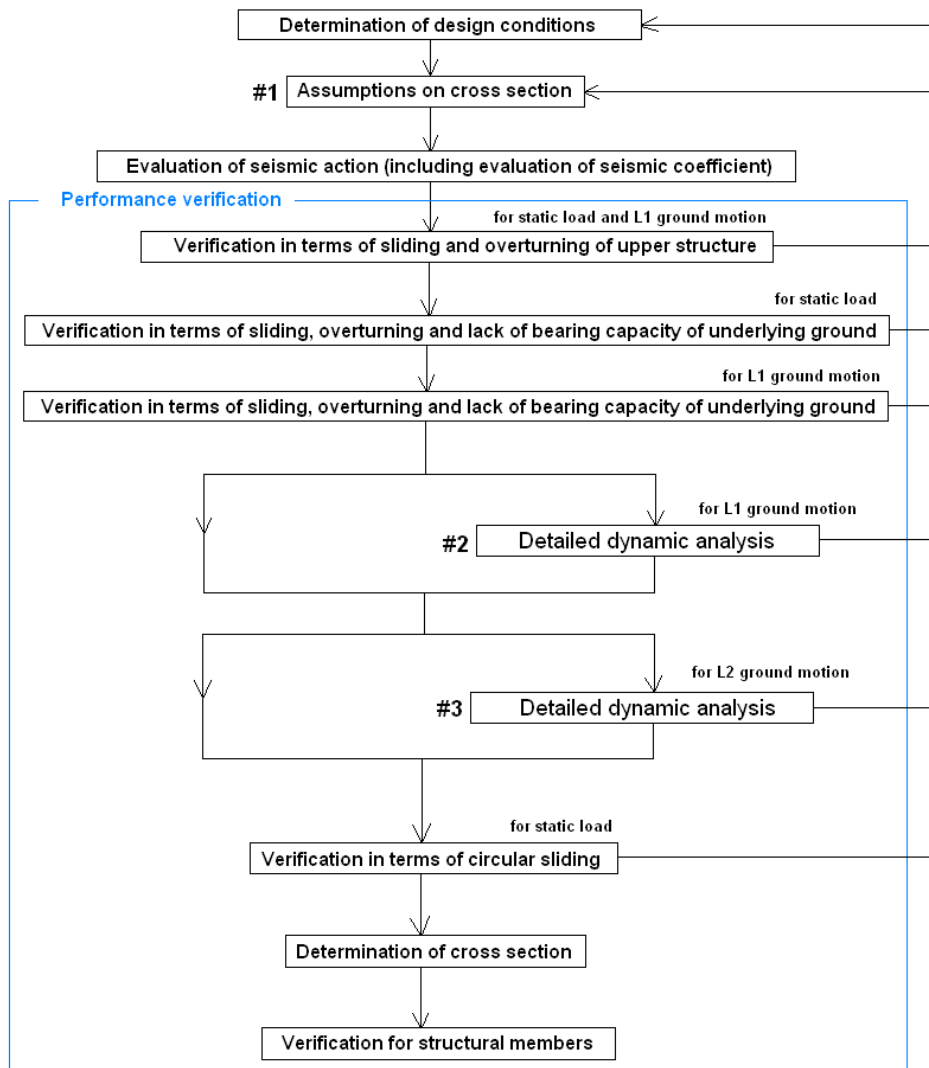 Determination of design conditions
#1 Assumptions on cross section
Evaluation of seismic action (including evaluation of seismic coefficient)
Performance verification
for static load and L1 ground motion
Verification in terms of sliding and overturning of upper structure
for static load
Verification in terms of sliding, overturning and lack of bearing capacity of underlying ground
for L1 ground motion
Verification in terms of sliding, overturning and lack of bearing capacity of underlying ground
for L1 ground motion
#2 Detailed dynamic analysis
for L2 ground motion
#3 Detailed dynamic analysis
for static load
Verification in terms of circular sliding
Determination of cross section
Verification for structural members